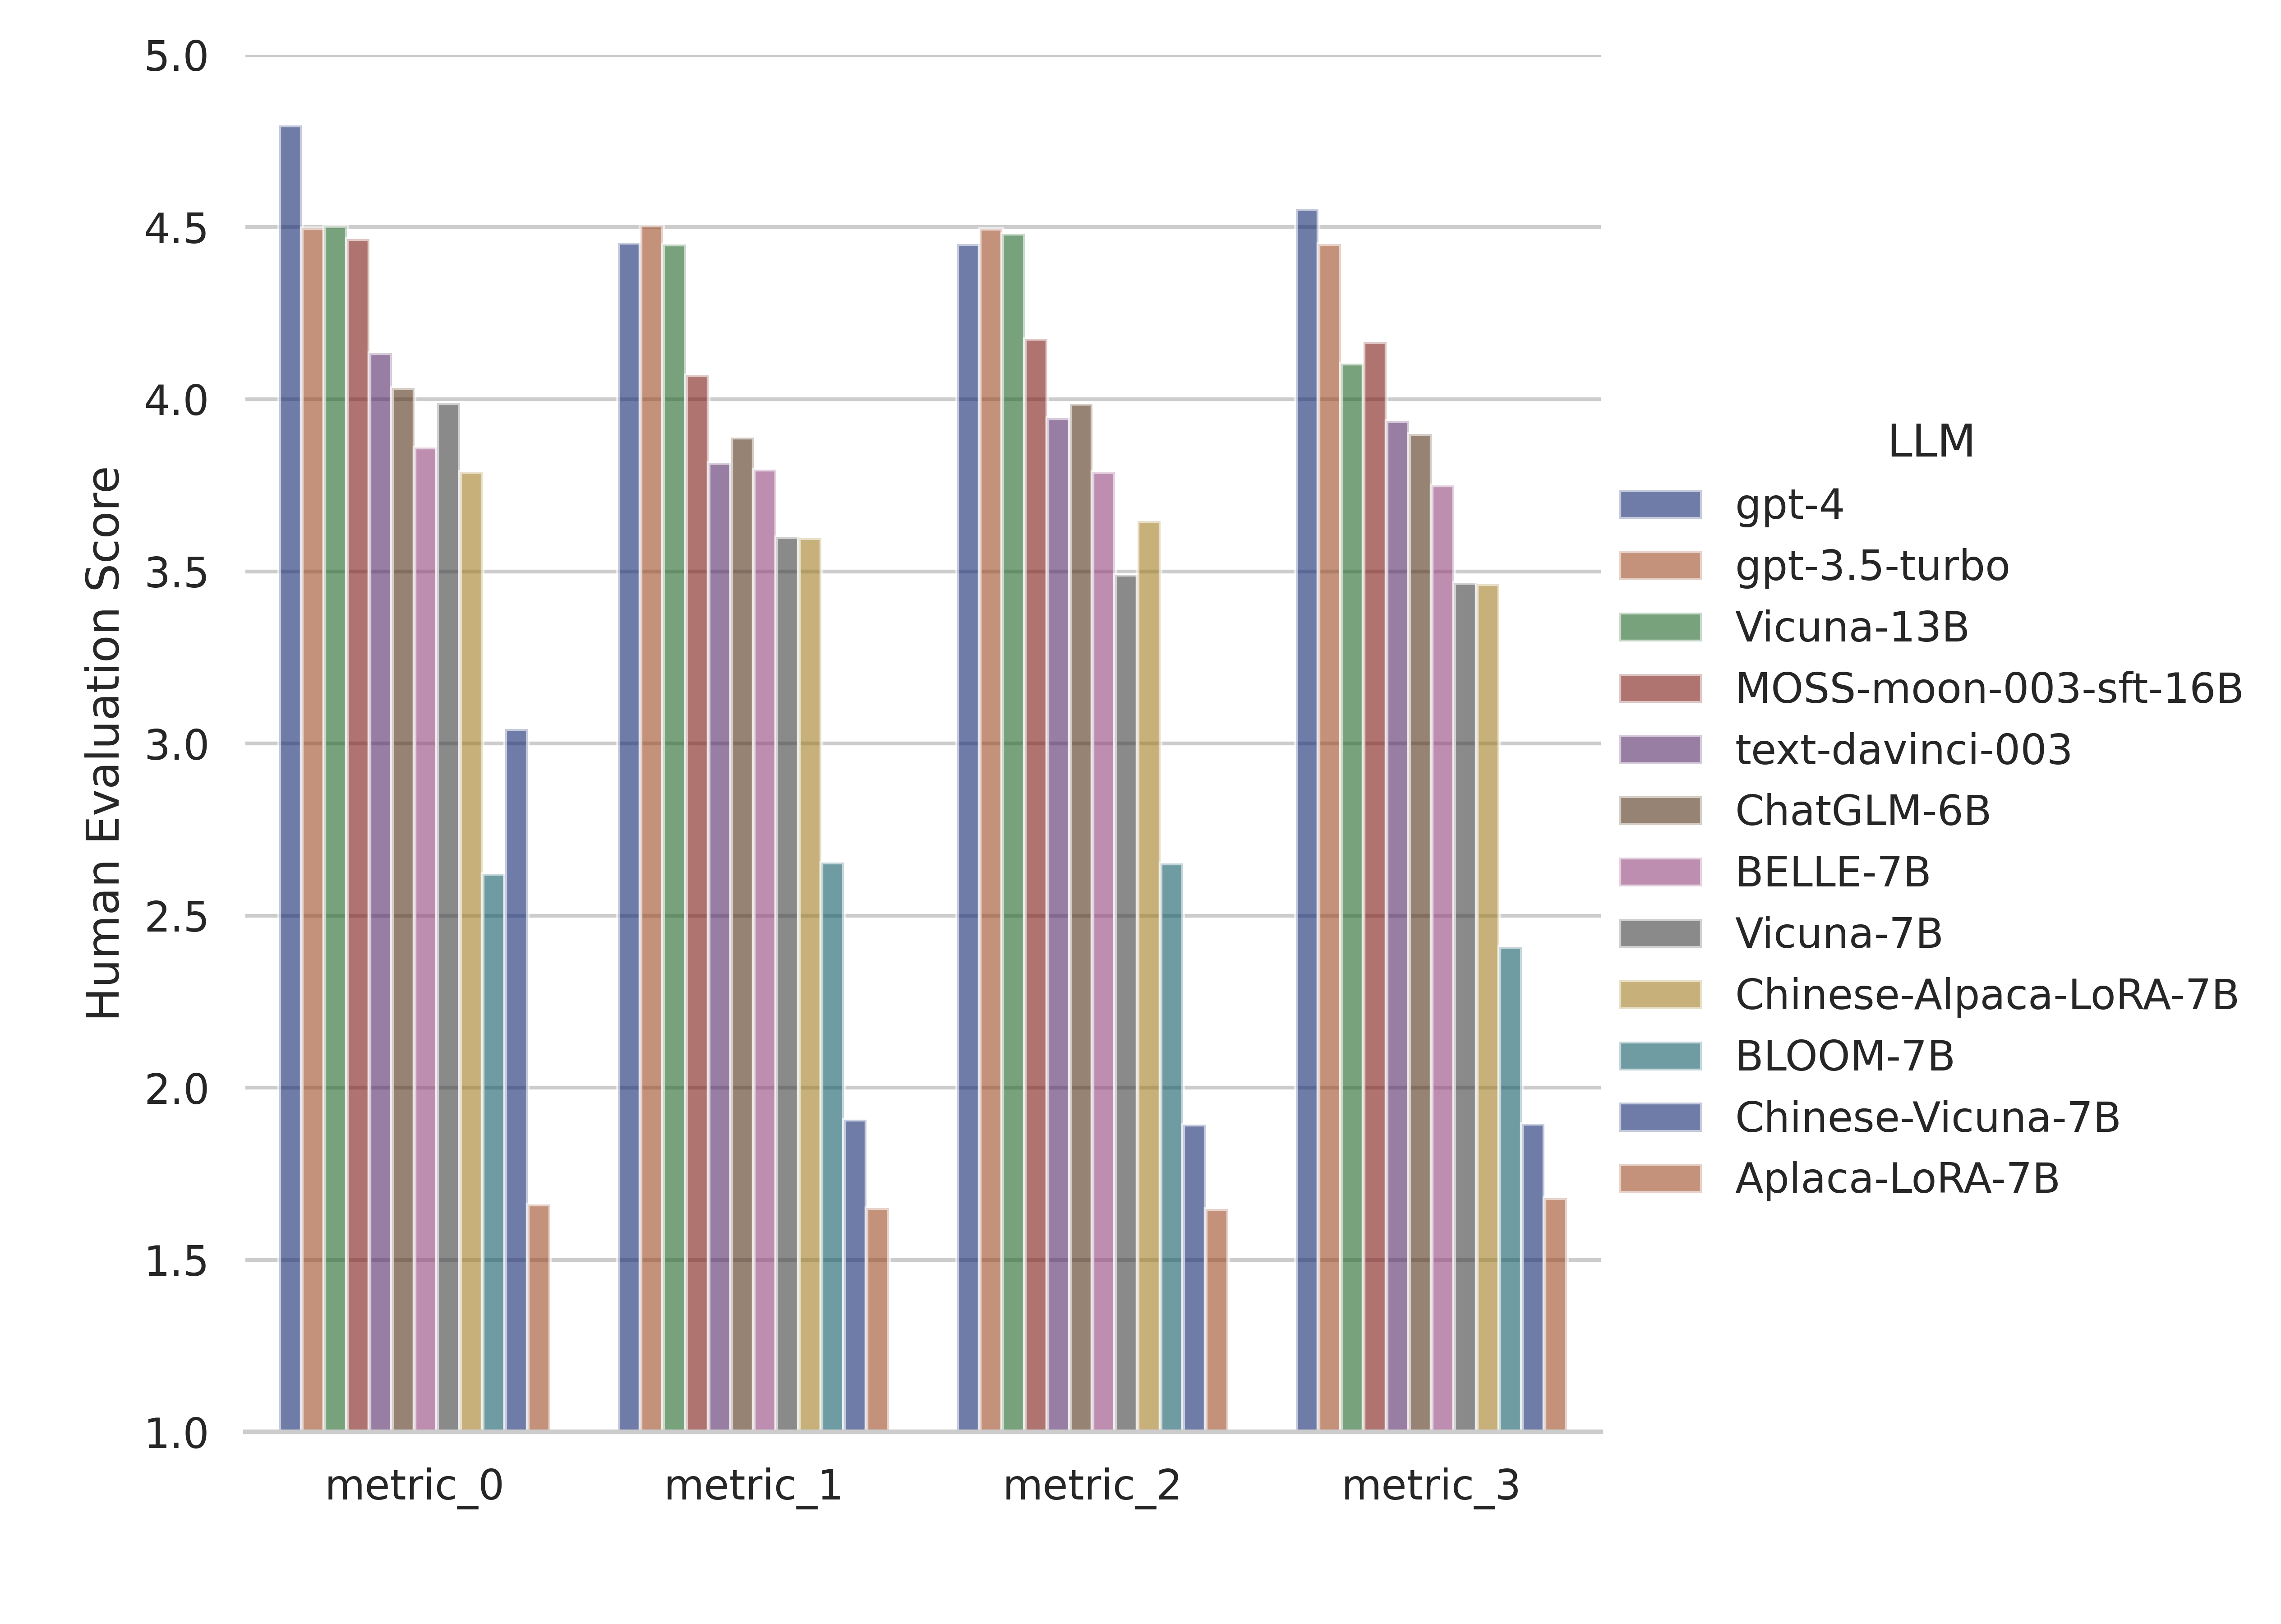 Human Evaluation Score
5.0
4.5
4.0
3.5
3.0
2.5
2.0
1.5
1.0
metric_0
metric_1
metric_2
metric_3
LLM
gpt-4
gpt-3.5-turbo
Vicuna-13B
MOSS-moon-003-sft-16B
text-davinci-003
ChatGLM-6B
BELLE-7B
Vicuna-7B
Chinese-Alpaca-LoRA-7B
BLOOM-7B
Chinese-Vicuna-7B
Aplaca-LoRA-7B